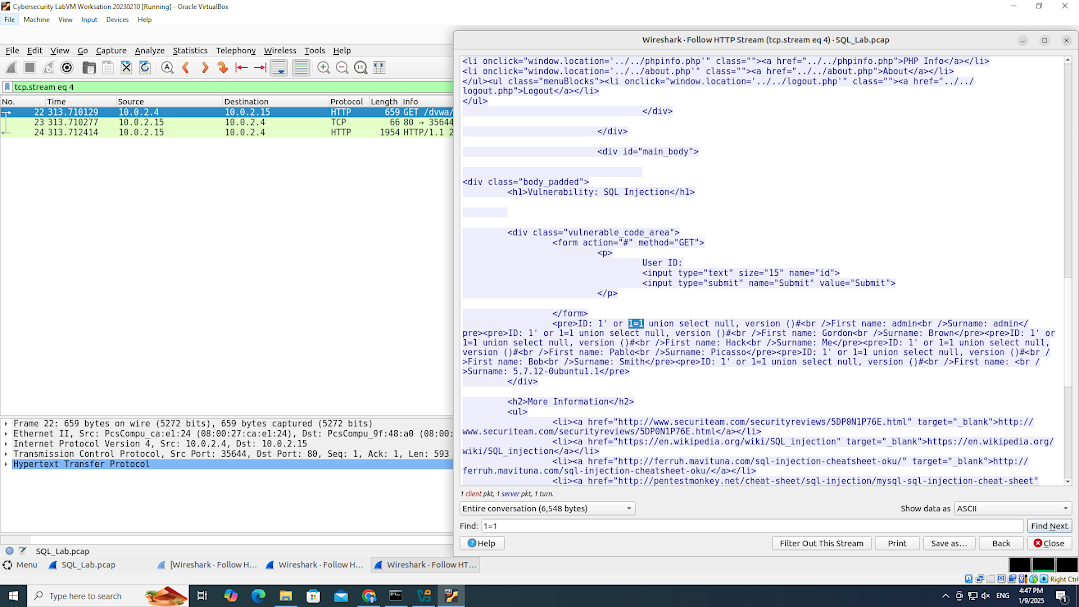 Cybersecurity LabVM Worksation 20230210 [Running] - Oracle VirtualBox
File Machine View Input Devices Help
File Edit View Go Capture Analyze Statistics Telephony Wireless Tools Help
tcp.stream eq 4
No. Time Source Destination Protocol Length Info
22 313.710129 10.0.2.4 10.0.2.15 HTTP 659 GET /dvwa/
23 313.710277 10.0.2.15 10.0.2.4 TCP 66 80 → 35644
24 313.712414 10.0.2.15 10.0.2.4 HTTP 1954 HTTP/1.1 2
Frame 22: 659 bytes on wire (5272 bits), 659 bytes captured (5272 bits)
Ethernet II, Src: PcsCompu_ca:e1:24 (08:00:27:ca:e1:24), Dst: PcsCompu_9f:48:a0 (08:00:
Internet Protocol Version 4, Src: 10.0.2.4, Dst: 10.0.2.15
Transmission Control Protocol, Src Port: 35644, Dst Port: 80, Seq: 1, Ack: 1, Len: 593
Hypertext Transfer Protocol
SQL_Lab.pcap
Wireshark · Follow HTTP Stream (tcp.stream eq 4) · SQL_Lab.pcap
<li onclick="window.location='../../phpinfo.php'" class=""><a href="../../phpinfo.php">PHP Info</a></li>
<li onclick="window.location='../../about.php'" class=""><a href="../../about.php">About</a></li>
</ul><ul class="menuBlocks"><li onclick="window.location='../../logout.php'" class=""><a href="../../
logout.php">Logout</a></li>
</ul>
</div>
</div>
<div id="main_body">
<div class="body_padded">
<h1>Vulnerability: SQL Injection</h1>
<div class="vulnerable_code_area">
<form action="#" method="GET">
<p>
User ID:
<input type="text" size="15" name="id">
<input type="submit" name="Submit" value="Submit">
</p>
</form>
<pre>ID: 1' or 1=1 union select null, version ()#<br />First name: admin<br />Surname: admin</
pre><pre>ID: 1' or 1=1 union select null, version ()#<br />First name: Gordon<br />Surname: Brown</pre><pre>ID: 1' or
1=1 union select null, version ()#<br />First name: Hack<br />Surname: Me</pre><pre>ID: 1' or 1=1 union select null,
version ()#<br />First name: Pablo<br />Surname: Picasso</pre><pre>ID: 1' or 1=1 union select null, version ()#<br /
>First name: Bob<br />Surname: Smith</pre><pre>ID: 1' or 1=1 union select null, version ()#<br />First name: <br /
>Surname: 5.7.12-0ubuntu1.1</pre>
</div>
<h2>More Information</h2>
<ul>
<li><a href="http://www.securiteam.com/securityreviews/5DP0N1P76E.html" target="_blank">http://
www.securiteam.com/securityreviews/5DP0N1P76E.html</a></li>
<li><a href="https://en.wikipedia.org/wiki/SQL_injection" target="_blank">https://en.wikipedia.org/
wiki/SQL_injection</a></li>
<li><a href="http://ferruh.mavituna.com/sql-injection-cheatsheet-oku/" target="_blank">http://
ferruh.mavituna.com/sql-injection-cheatsheet-oku/</a></li>
<li><a href="http://pentestmonkey.net/cheat-sheet/sql-injection/mysql-sql-injection-cheat-sheet"
1 client pkt, 1 server pkt, 1 turn.
Entire conversation (6,548 bytes) Show data as ASCII
Find: 1=1 Find Next
Help Filter Out This Stream Print Save as… Back Close
Menu SQL_Lab.pcap [Wireshark · Follow H... Wireshark · Follow H... Wireshark · Follow HT...
Right Ctrl
Type here to search
ENG 4:47 PM
1/9/2025